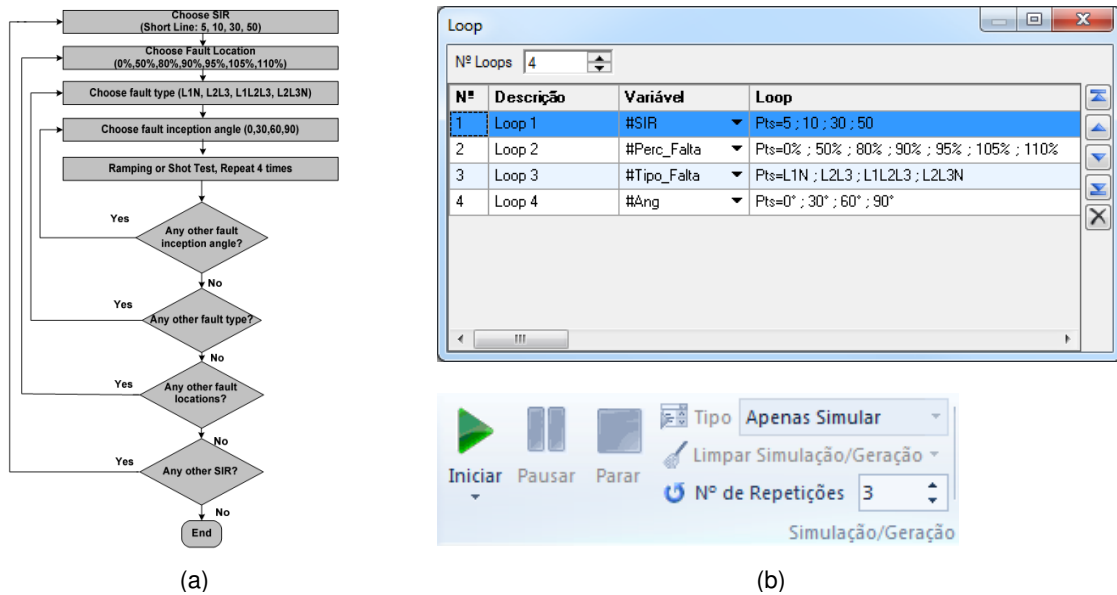 Choose SIR
(Short Line: 5, 10, 30, 50)
Choose Fault Location
(0%,50%,80%,90%,95%,105%,110%)
Choose fault type (L1N, L2L3, L1L2L3, L2L3N)
Choose fault inception angle (0,30,60,90)
Ramping or Shot Test, Repeat 4 times
Yes
Any other fault
inception angle?
No
Yes
Any other fault type?
No
Yes
Any other fault
locations?
No
Yes
Any other SIR?
No
End
(a)
Loop
Nº Loops 4
Nº Descrição Variável Loop
1 Loop 1 #SIR Pts=5 ; 10 ; 30 ; 50
2 Loop 2 #Perc_Falta Pts=0% ; 50% ; 80% ; 90% ; 95% ; 105% ; 110%
3 Loop 3 #Tipo_Falta Pts=L1N ; L2L3 ; L1L2L3 ; L2L3N
4 Loop 4 #Ang Pts=0° ; 30° ; 60° ; 90°
Iniciar Pausar Parar
Tipo Apenas Simular
Limpar Simulação/Geração
Nº de Repetições 3
Simulação/Geração
(b)